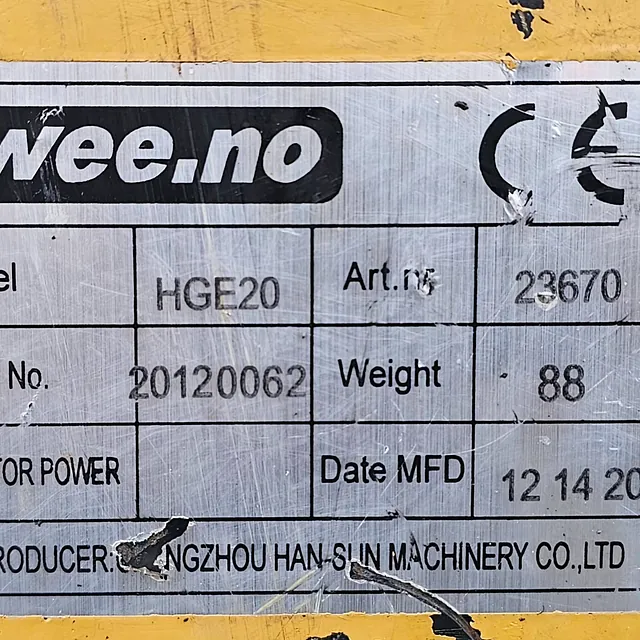 wee.no CE
el HGE20 Art.nr 23670
No. 20120062 Weight 88
TOR POWER Date MFD 12 14 20
RODUCER: NGZHOU HAN-SUN MACHINERY CO.,LTD